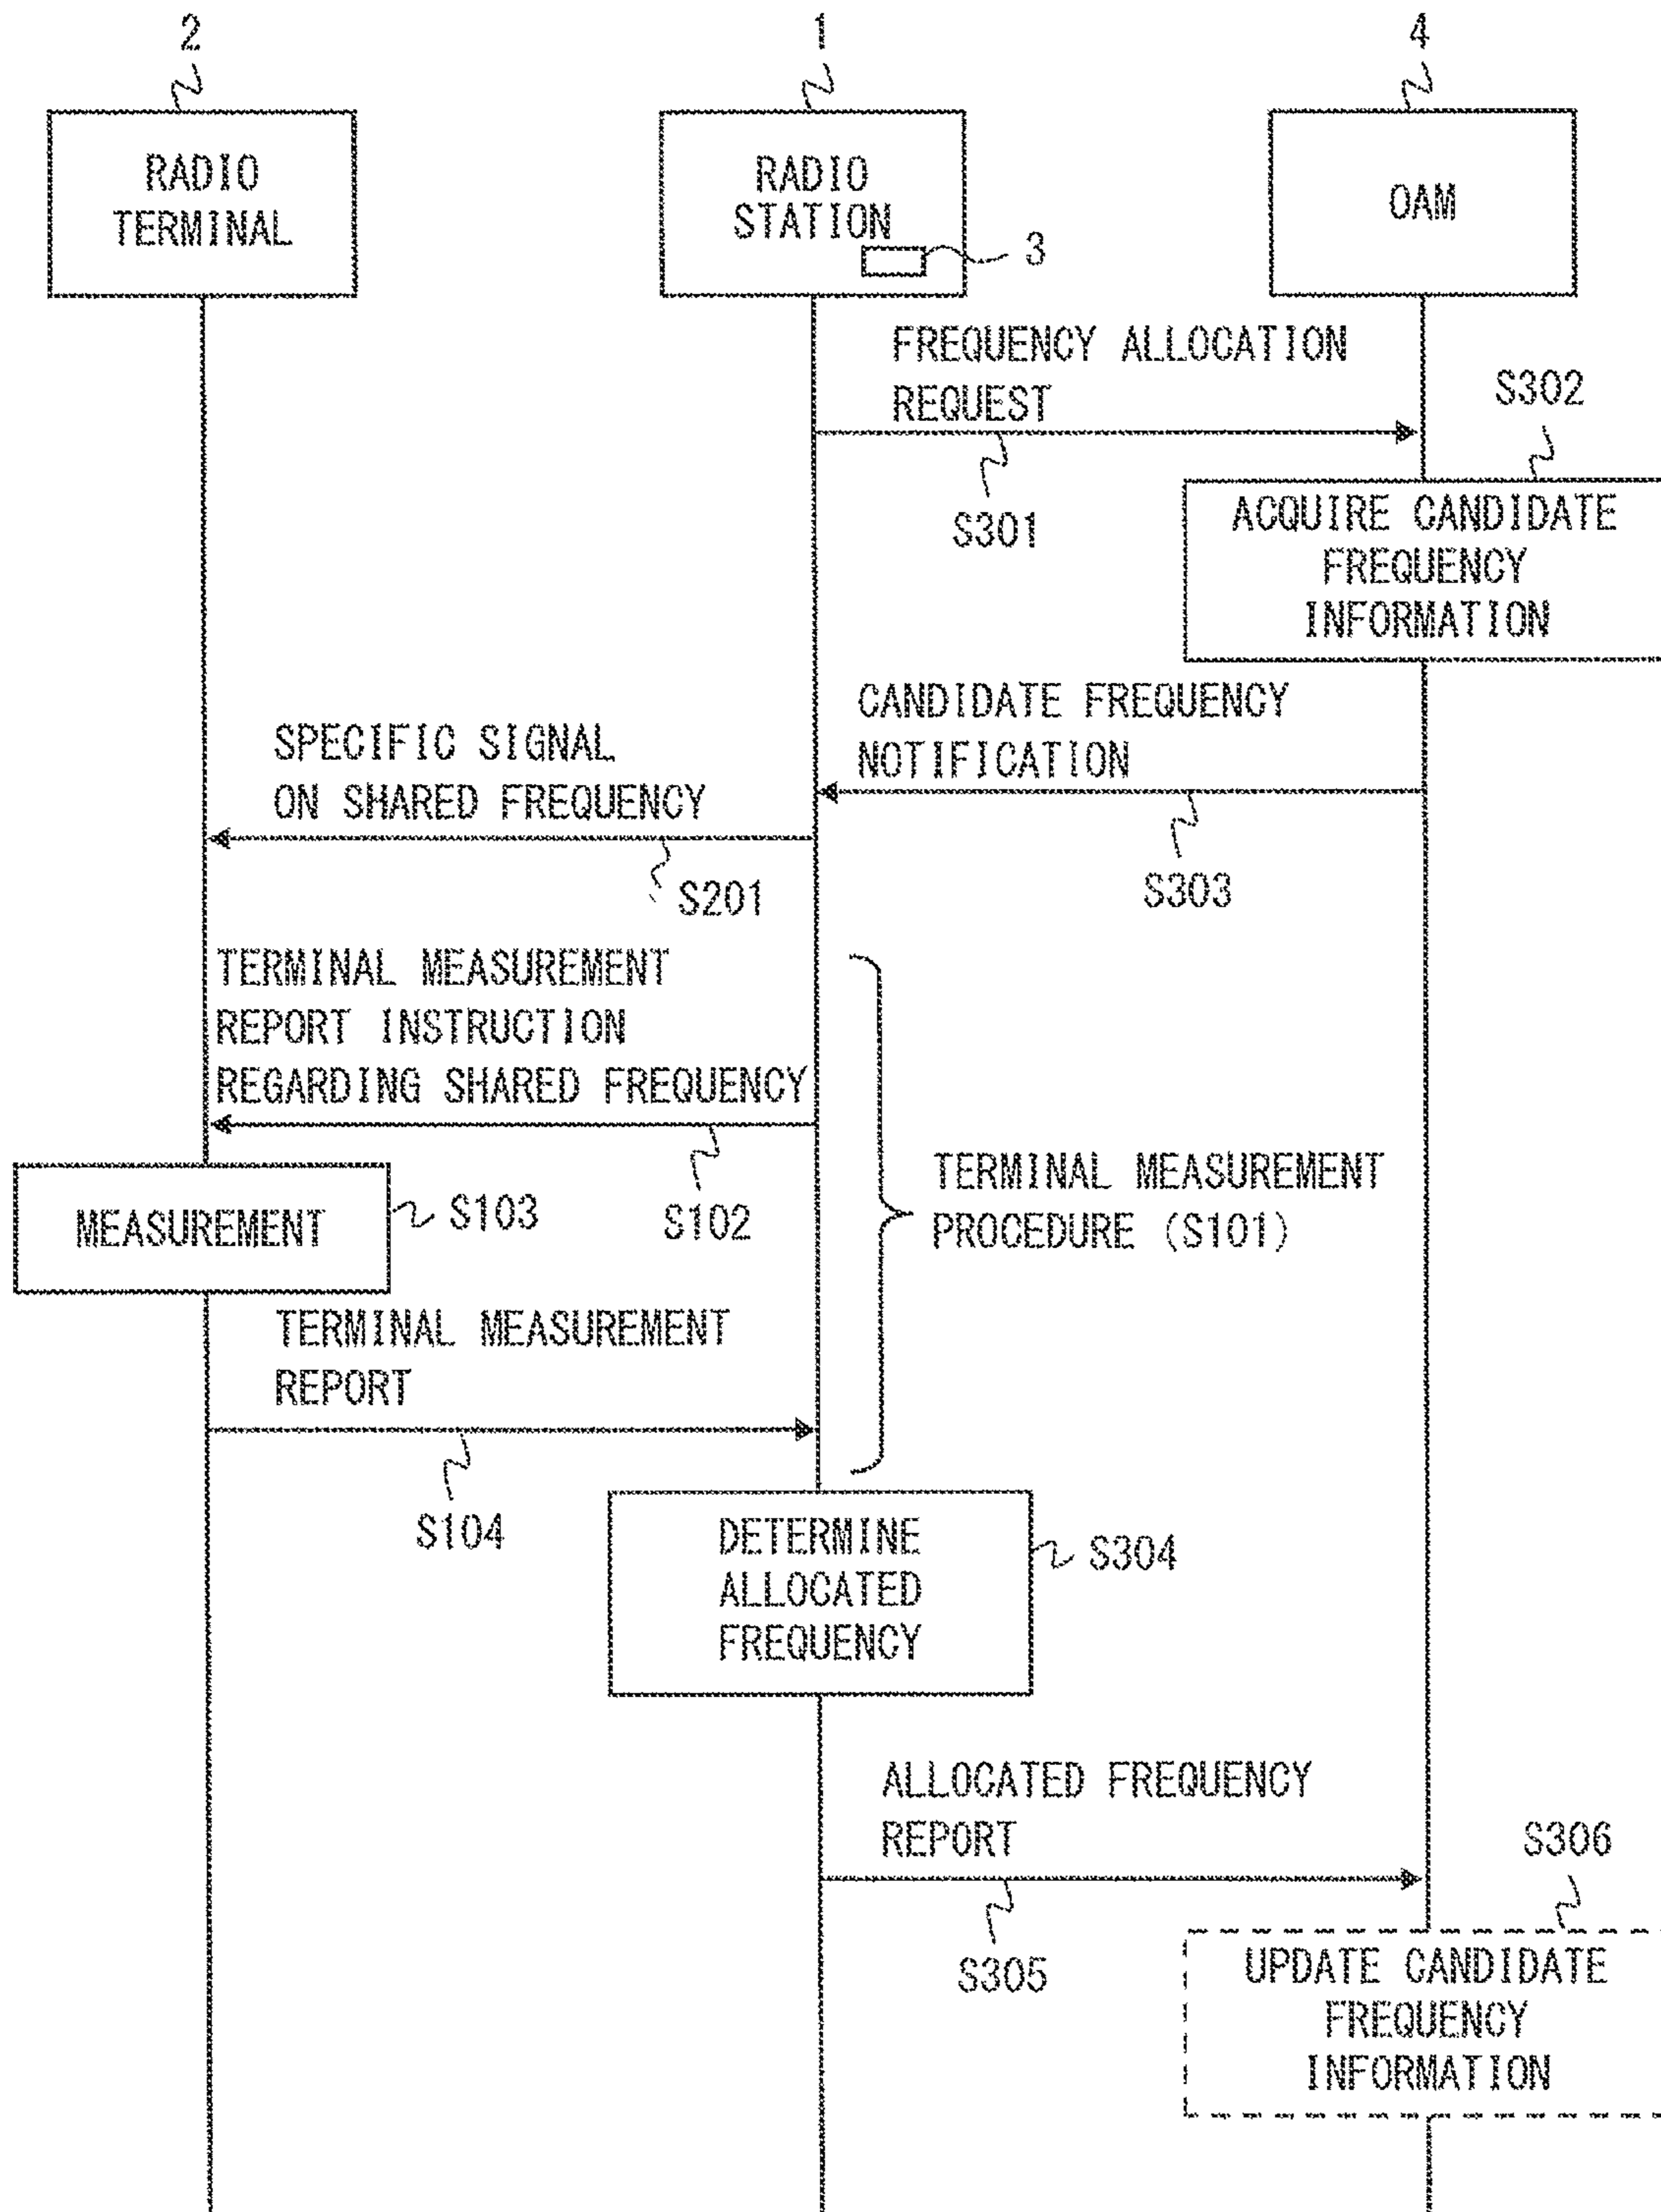 2
1
4
RADIO
TERMINAL
RADIO
STATION
3
OAM
FREQUENCY ALLOCATION
REQUEST
S301
S302
ACQUIRE CANDIDATE
FREQUENCY
INFORMATION
CANDIDATE FREQUENCY
NOTIFICATION
S303
SPECIFIC SIGNAL
ON SHARED FREQUENCY
S201
TERMINAL MEASUREMENT
REPORT INSTRUCTION
REGARDING SHARED FREQUENCY
S102
MEASUREMENT
S103
TERMINAL MEASUREMENT
PROCEDURE (S101)
TERMINAL MEASUREMENT
REPORT
S104
DETERMINE
ALLOCATED
FREQUENCY
S304
ALLOCATED FREQUENCY
REPORT
S305
S306
UPDATE CANDIDATE
FREQUENCY
INFORMATION